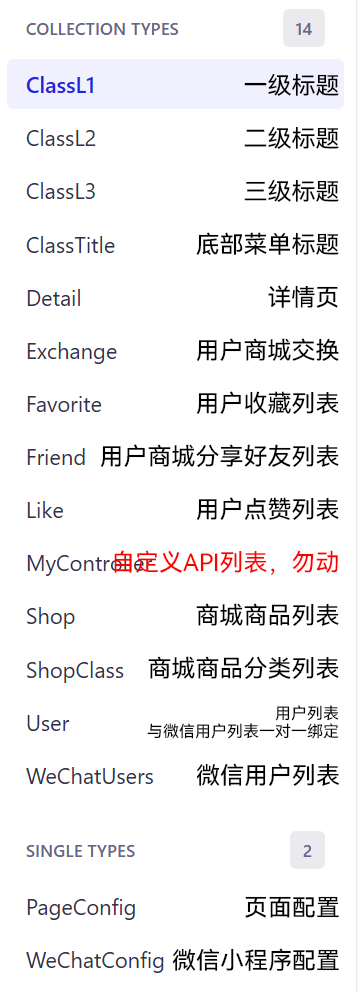 COLLECTION TYPES 14
ClassL1 一级标题
ClassL2 二级标题
ClassL3 三级标题
ClassTitle 底部菜单标题
Detail 详情页
Exchange 用户商城交换
Favorite 用户收藏列表
Friend 用户商城分享好友列表
Like 用户点赞列表
MyController 自定义API列表，勿动
Shop 商城商品列表
ShopClass 商城商品分类列表
User 用户列表
与微信用户列表一对一绑定
WeChatUsers 微信用户列表
SINGLE TYPES 2
PageConfig 页面配置
WeChatConfig 微信小程序配置